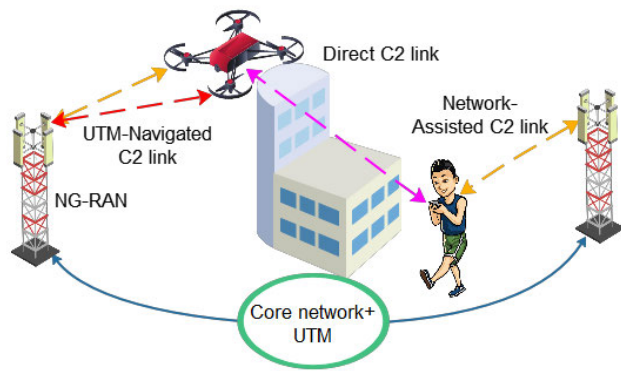 Direct C2 link
Network-
Assisted C2 link
UTM-Navigated
C2 link
NG-RAN
Core network+
UTM